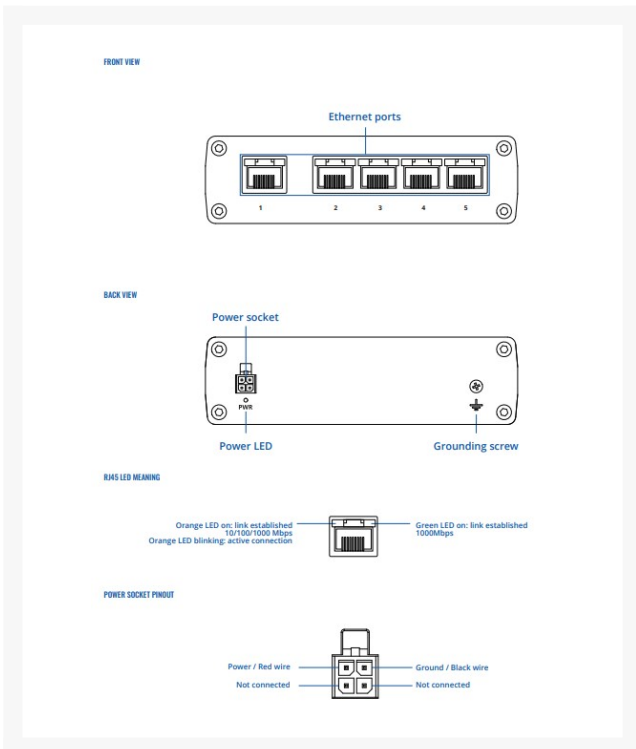 FRONT VIEW
Ethernet ports
1 2 3 4 5
BACK VIEW
Power socket
PWR
Power LED
Grounding screw
RJ45 LED MEANING
Orange LED on: link established
10/100/1000 Mbps
Orange LED blinking: active connection
Green LED on: link established
1000Mbps
POWER SOCKET PINOUT
Power / Red wire
Ground / Black wire
Not connected
Not connected